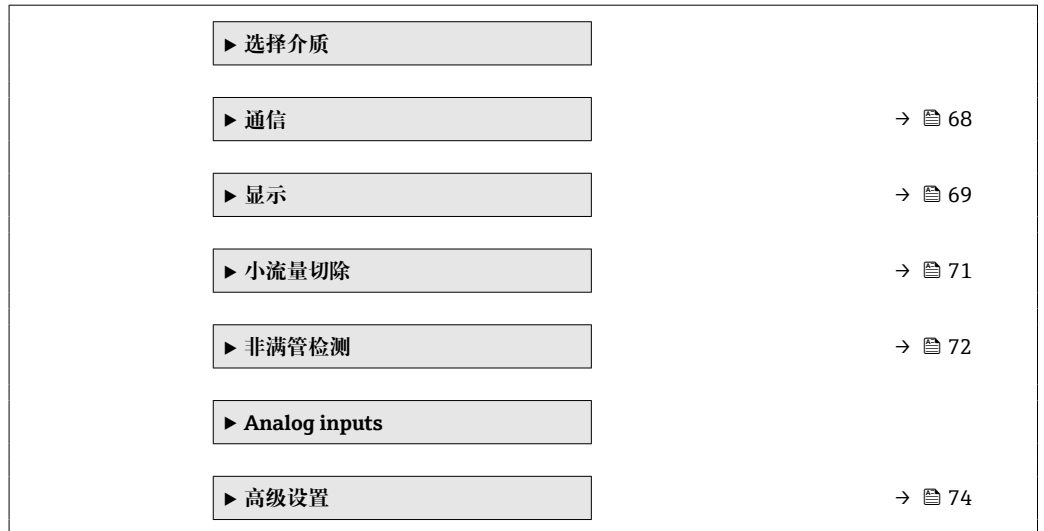 ▶ 选择介质
▶ 通信 → 🖹 68
▶ 显示 → 🖹 69
▶ 小流量切除 → 🖹 71
▶ 非满管检测 → 🖹 72
▶ Analog inputs
▶ 高级设置 → 🖹 74